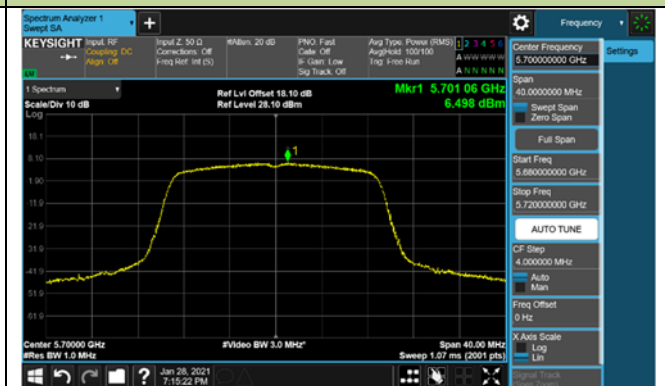 Spectrum Analyzer 1
Swept SA
Frequency
KEYSIGHT
Input: RF
Coupling: DC
Align: Off
Input Z: 50 Ω
Corrections: Off
Freq Ref: Int (S)
#Atten: 20 dB
PNO: Fast
Gate: Off
IF Gain: Low
Sig Track: Off
Avg Type: Power (RMS)
Avg|Hold: 100/100
Trig: Free Run
1 2 3 4 5 6
A W W W W W
A N N N N N
Center Frequency
5.700000000 GHz
Settings
Span
40.0000000 MHz
Swept Span
Zero Span
Full Span
Start Freq
5.680000000 GHz
Stop Freq
5.720000000 GHz
AUTO TUNE
CF Step
4.000000 MHz
Auto
Man
Freq Offset
0 Hz
X Axis Scale
Log
Lin
Signal Track
1 Spectrum
Scale/Div 10 dB
Log
Ref Lvl Offset 18.10 dB
Ref Level 28.10 dBm
Mkr1 5.701 06 GHz
6.498 dBm
18.1
8.10
1
-1.90
-11.9
-21.9
-31.9
-41.9
-51.9
-61.9
Center 5.70000 GHz
#Res BW 1.0 MHz
#Video BW 3.0 MHz*
Span 40.00 MHz
Sweep 1.07 ms (2001 pts)
Jan 28, 2021
7:15:22 PM